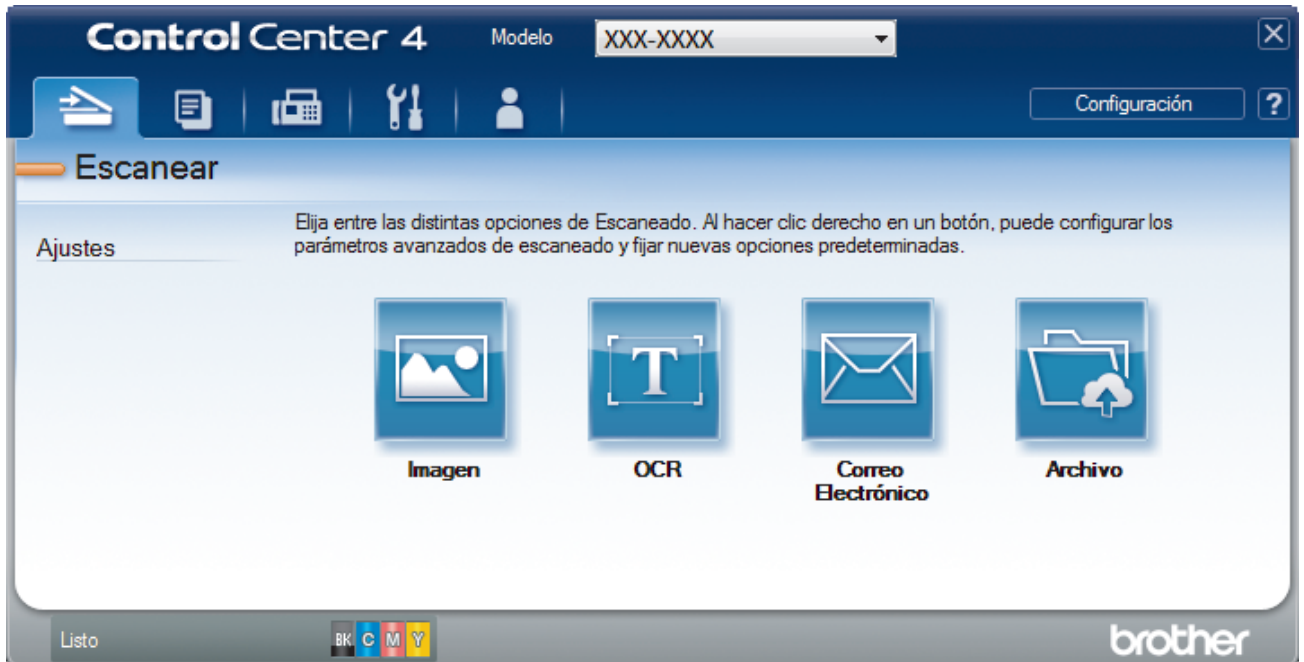 Control Center 4
Modelo
XXX-XXXX
Configuración
?
Escanear
Ajustes
Elija entre las distintas opciones de Escaneado. Al hacer clic derecho en un botón, puede configurar los
parámetros avanzados de escaneado y fijar nuevas opciones predeterminadas.
T
Imagen
OCR
Correo
Electrónico
Archivo
Listo
BK C M Y
brother